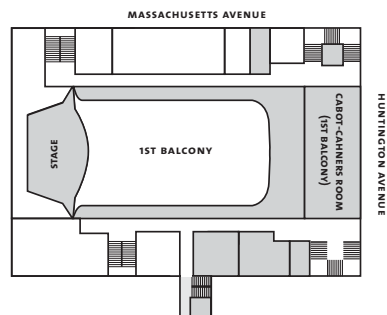 MASSACHUSETTS AVENUE
STAGE
1ST BALCONY
CABOT-CAHNERS ROOM
(1ST BALCONY)
HUNTINGTON AVENUE